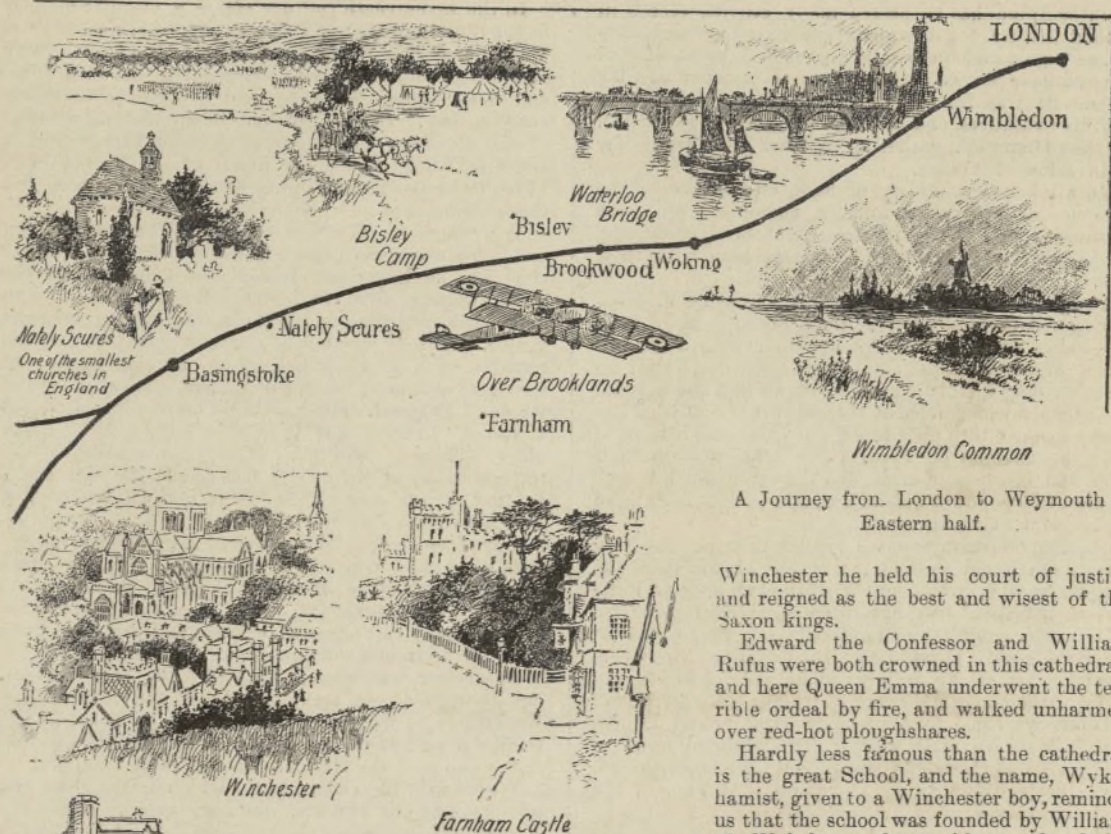 LONDON
Wimbledon
Waterloo
Bridge
Bisley
Bisley
Camp
Brookwood
Woking
Nately Scures
Nately Scures
One of the smallest
churches in
England
Basingstoke
Over Brooklands
Farnham
Wimbledon Common
A Journey from London to Weymouth
Eastern half.
Winchester he held his court of justi
and reigned as the best and wisest of th
Saxon kings.
Edward the Confessor and Willia
Rufus were both crowned in this cathedra
and here Queen Emma underwent the te
rible ordeal by fire, and walked unharme
over red-hot ploughshares.
Hardly less famous than the cathedr
is the great School, and the name, Wyk
hamist, given to a Winchester boy, remin
us that the school was founded by Willia
Winchester
Farnham Castle